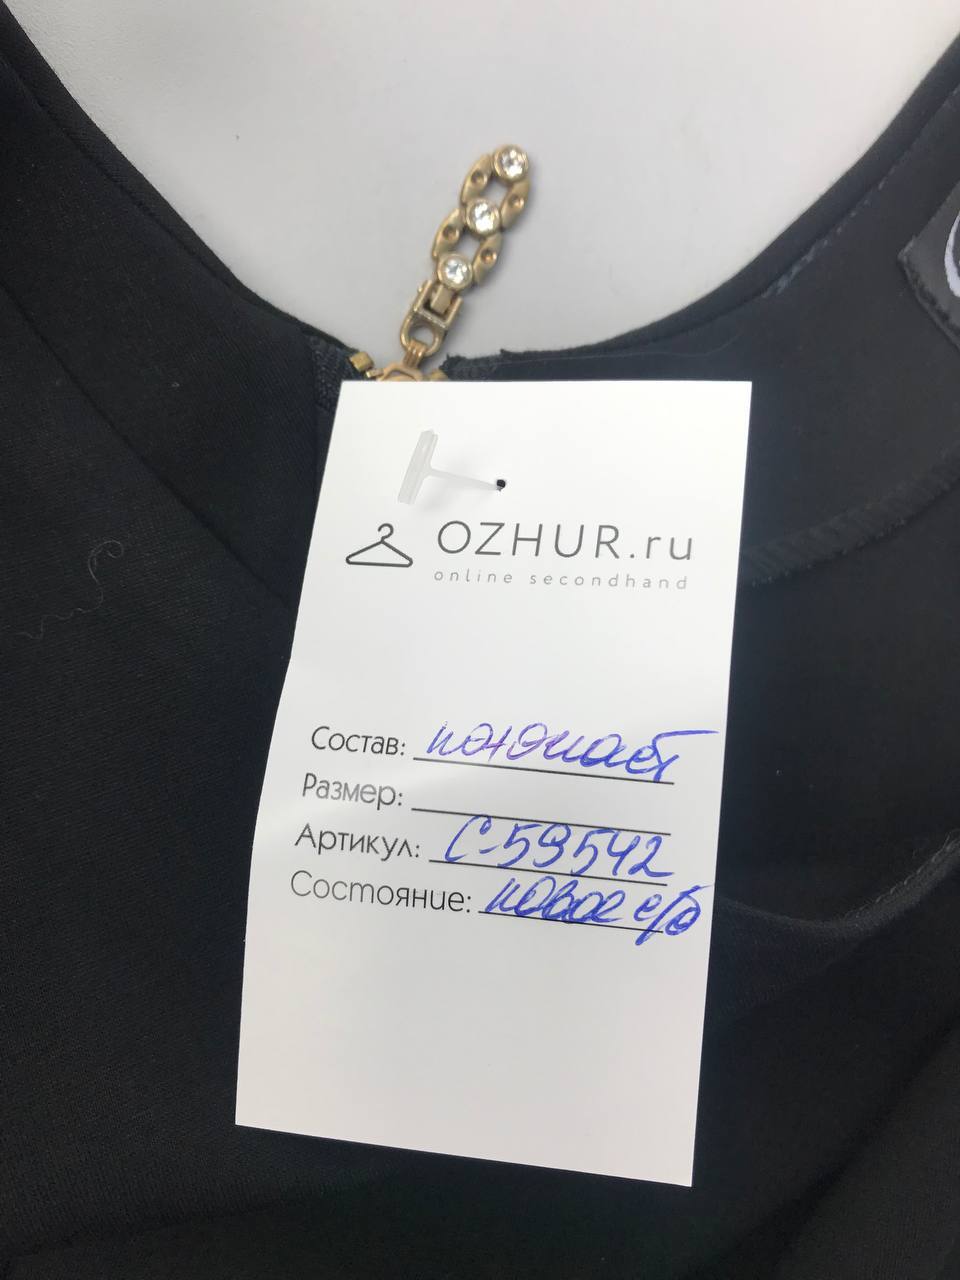 OZHUR.ru
online secondhand
Состав:
Размер:
Артикул: С-59542
Состояние: новое с/б